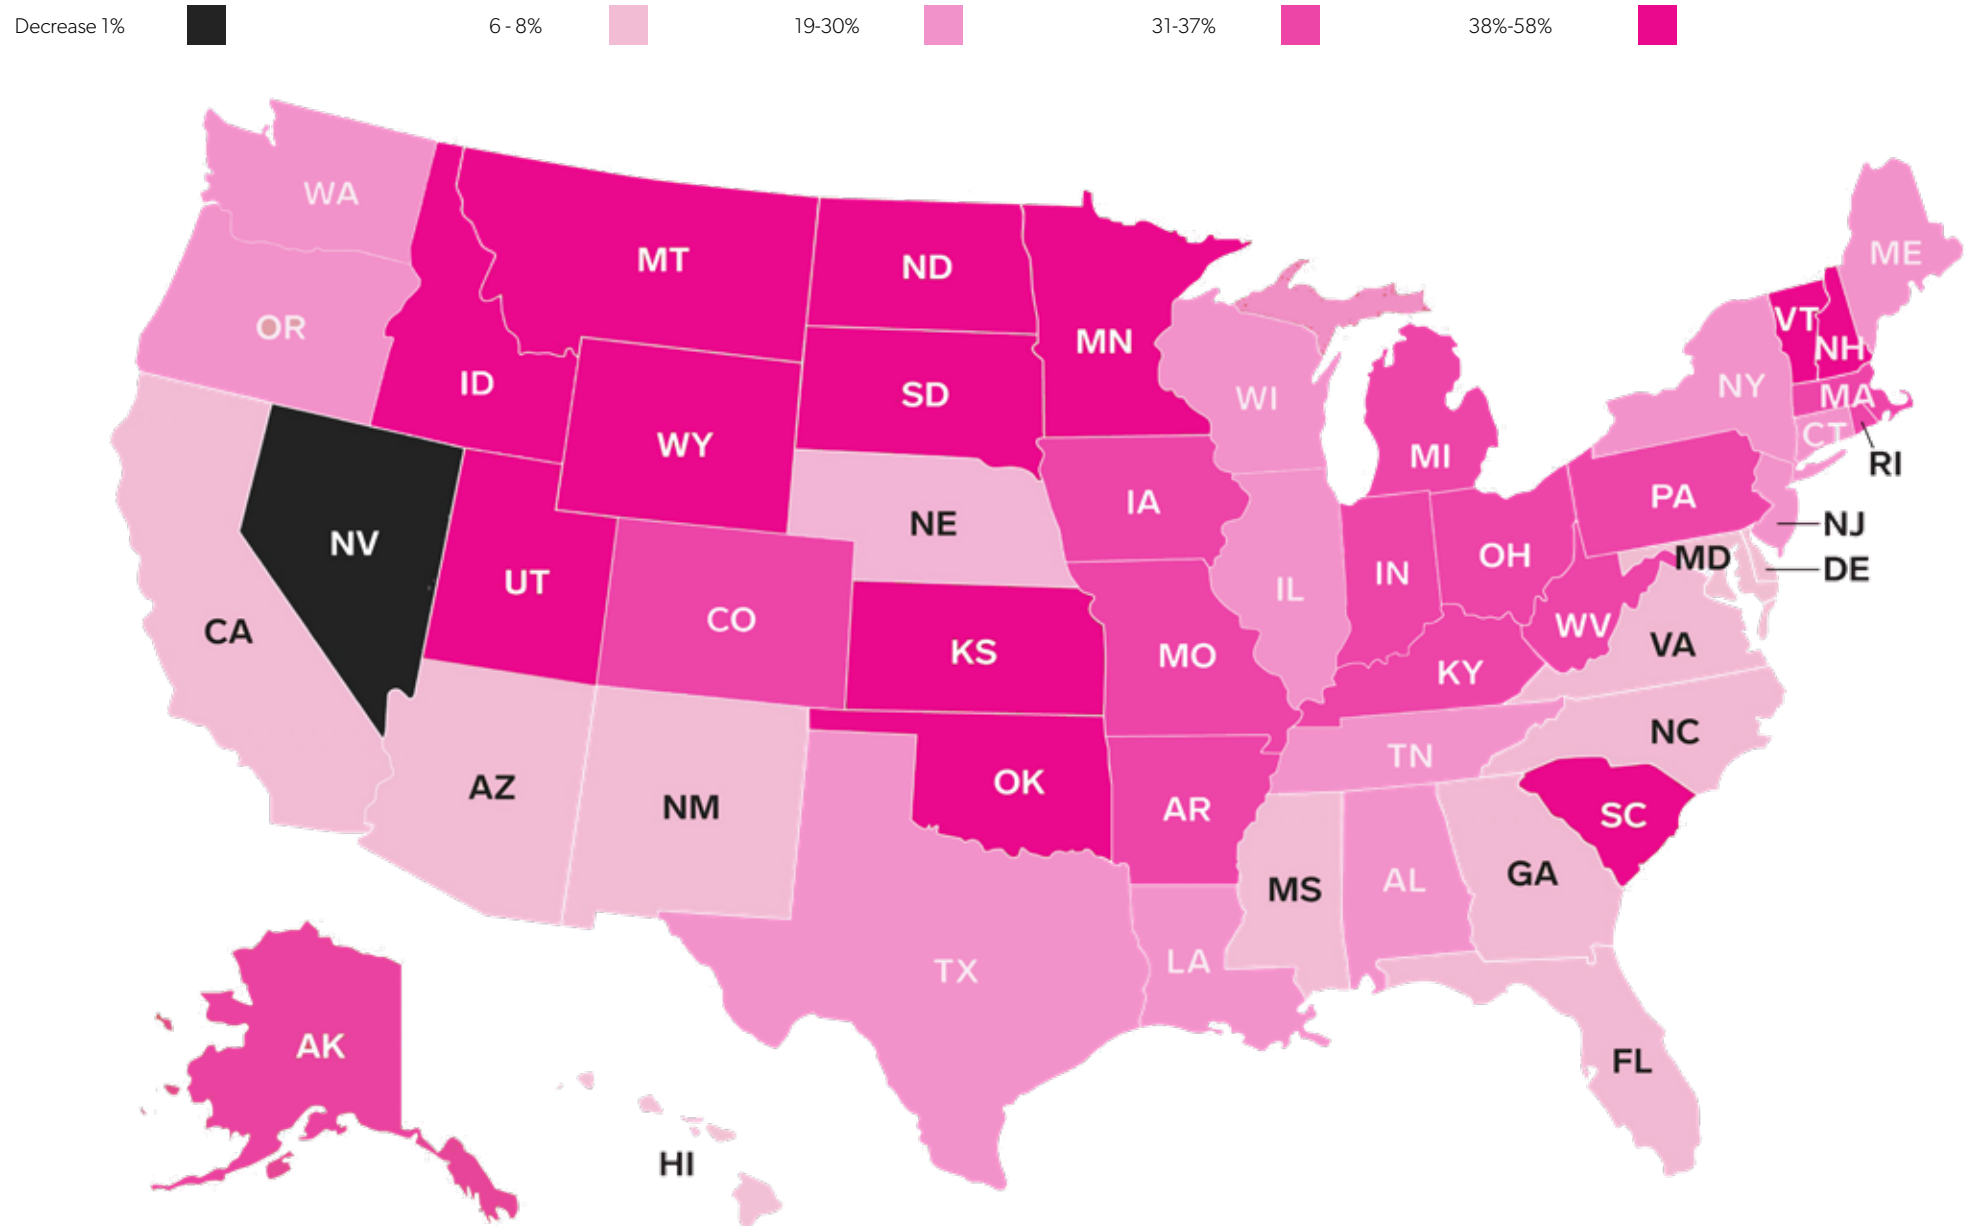 Decrease 1%
6 - 8%
19-30%
31-37%
38%-58%
WA
MT
ND
ME
OR
MN
VT
NH
ID
SD
WI
NY
MA
WY
MI
CT
RI
NV
NE
IA
PA
NJ
UT
IL
IN
OH
MD
DE
CA
CO
KS
MO
KY
WV
VA
AZ
NM
OK
AR
TN
NC
MS
AL
GA
SC
TX
LA
AK
FL
HI